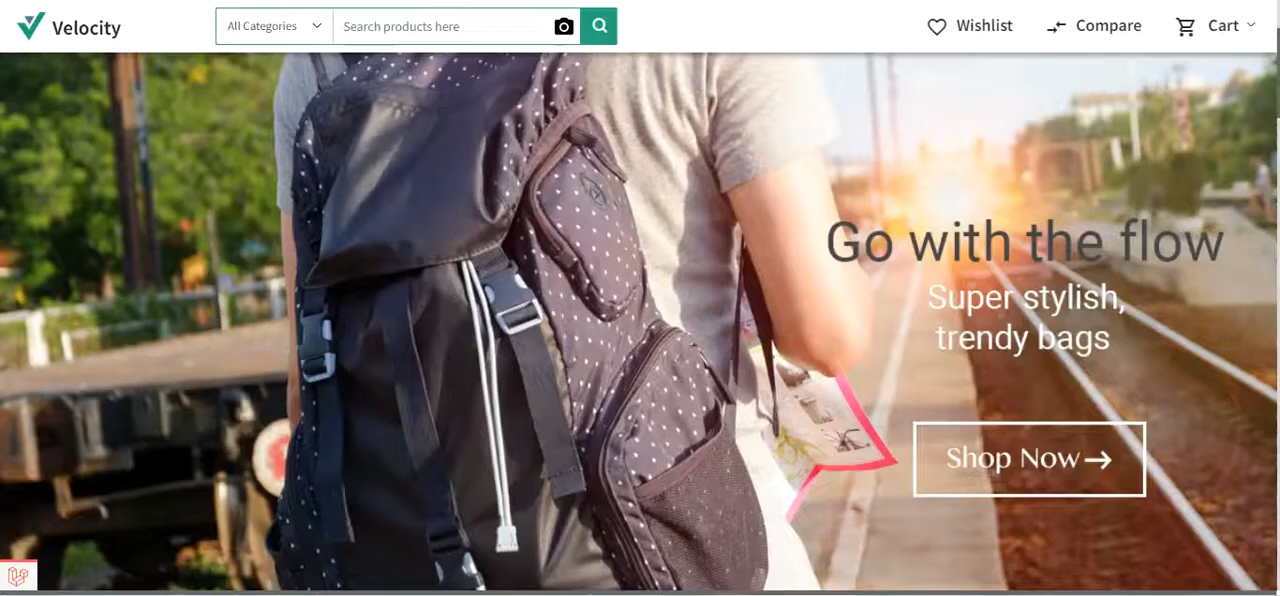 Velocity
All Categories
Search products here
Wishlist
Compare
Cart
Go with the flow
Super stylish,
trendy bags
Shop Now